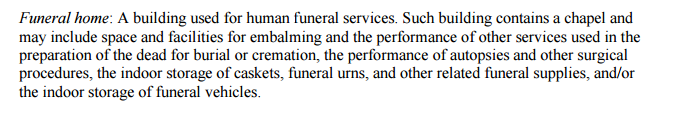 Funeral home: A building used for human funeral services. Such building contains a chapel and
may include space and facilities for embalming and the performance of other services used in the
preparation of the dead for burial or cremation, the performance of autopsies and other surgical
procedures, the indoor storage of caskets, funeral urns, and other related funeral supplies, and/or
the indoor storage of funeral vehicles.